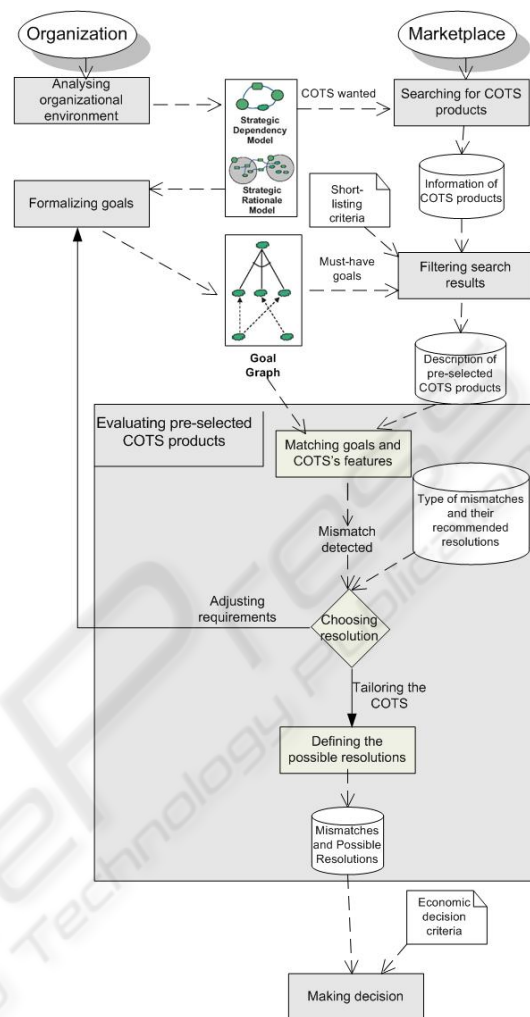 Organization
Marketplace
Analysing
organizational
environment
Strategic
Dependency
Model
COTS wanted
Searching for COTS
products
Strategic
Rationale
Model
Formalizing goals
Short-
listing
criteria
Information of
COTS products
Must-have
goals
Filtering search
results
Goal
Graph
Description of
pre-selected
COTS products
Evaluating pre-selected
COTS products
Matching goals and
COTS's features
Type of mismatches
and their
recommended
resolutions
Mismatch
detected
Adjusting
requirements
Choosing
resolution
Tailoring the
COTS
Defining the
possible resolutions
Mismatches
and Possible
Resolutions
Economic
decision
criteria
Making decision
Press
Technology Publication